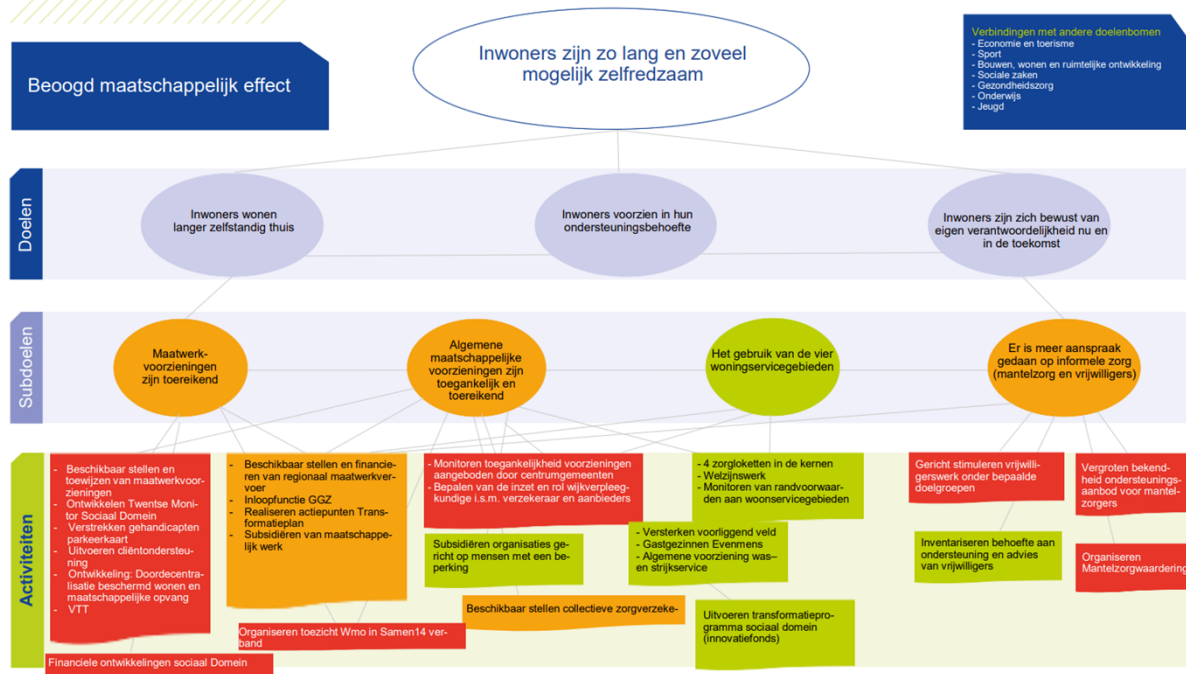 Beoogd maatschappelijk effect
Inwoners zijn zo lang en zoveel
mogelijk zelfredzaam
Verbindingen met andere doelenbomen
- Economie en toerisme
- Sport
- Bouwen, wonen en ruimtelijke ontwikkeling
- Sociale zaken
- Gezondheidszorg
- Onderwijs
- Jeugd
Doelen
Inwoners wonen
langer zelfstandig thuis
Inwoners voorzien in hun
ondersteuningsbehoefte
Inwoners zijn zich bewust van
eigen verantwoordelijkheid nu en
in de toekomst
Subdoelen
Maatwerk-
voorzieningen
zijn toereikend
Algemene
maatschappelijke
voorzieningen zijn
toegankelijk en
toereikend
Het gebruik van de vier
woningservicegebieden
Er is meer aanspraak
gedaan op informele zorg
(mantelzorg en vrijwilligers)
Activiteiten
- Beschikbaar stellen en
toewijzen van maatwerkvoor-
zieningen
- Ontwikkelen Twentse Moni-
tor Sociaal Domein
- Verstrekken gehandicapten
parkeerkaart
- Uitvoeren cliëntondersteu-
ning
- Ontwikkeling: Doordecentra-
lisatie beschermd wonen en
maatschappelijke opvang
- VTT
Financiele ontwikkelingen sociaal Domein
- Beschikbaar stellen en financie-
ren van regionaal maatwerkver-
voer
- Inloopfunctie GGZ
- Realiseren actiepunten Trans-
formatieplan
- Subsidiëren van maatschappe-
lijk werk
Organiseren toezicht Wmo in Samen14 ver-
band
- Monitoren toegankelijkheid voorzieningen
aangeboden door centrumgemeenten
- Bepalen van de inzet en rol wijkverpleeg-
kundige i.s.m. verzekeraar en aanbieders
Subsidiëren organisaties ge-
richt op mensen met een be-
perking
Beschikbaar stellen collectieve zorgverzeke-
- 4 zorgloketten in de kernen
- Welzijnswerk
- Monitoren van randvoorwaar-
den aan woonservicegebieden
- Versterken voorliggend veld
- Gastgezinnen Evenmens
- Algemene voorziening was–
en strijkservice
Uitvoeren transformatiepro-
gramma sociaal domein
(innovatiefonds)
Gericht stimuleren vrijwilli-
gerswerk onder bepaalde
doelgroepen
Inventariseren behoefte aan
ondersteuning en advies
van vrijwilligers
Vergroten bekend-
heid ondersteunings-
aanbod voor mantel-
zorgers
Organiseren
Mantelzorgwaardering